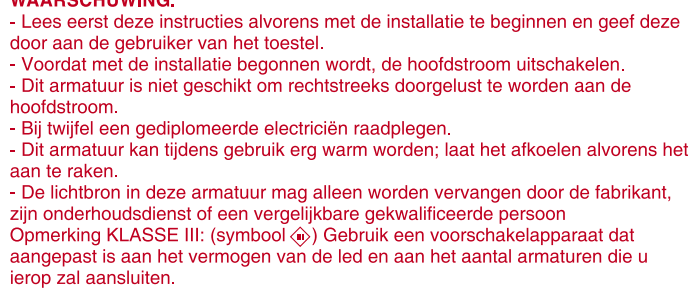 WAARSCHUWING.
- Lees eerst deze instructies alvorens met de installatie te beginnen en geef deze
door aan de gebruiker van het toestel.
- Voordat met de installatie begonnen wordt, de hoofdstroom uitschakelen.
- Dit armatuur is niet geschikt om rechtstreeks doorgelust te worden aan de
hoofdstroom.
- Bij twijfel een gediplomeerde electriciën raadplegen.
- Dit armatuur kan tijdens gebruik erg warm worden; laat het afkoelen alvorens het
aan te raken.
- De lichtbron in deze armatuur mag alleen worden vervangen door de fabrikant,
zijn onderhoudsdienst of een vergelijkbare gekwalificeerde persoon
Opmerking KLASSE III: (symbool ) Gebruik een voorschakelapparaat dat
aangepast is aan het vermogen van de led en aan het aantal armaturen die u
ierop zal aansluiten.